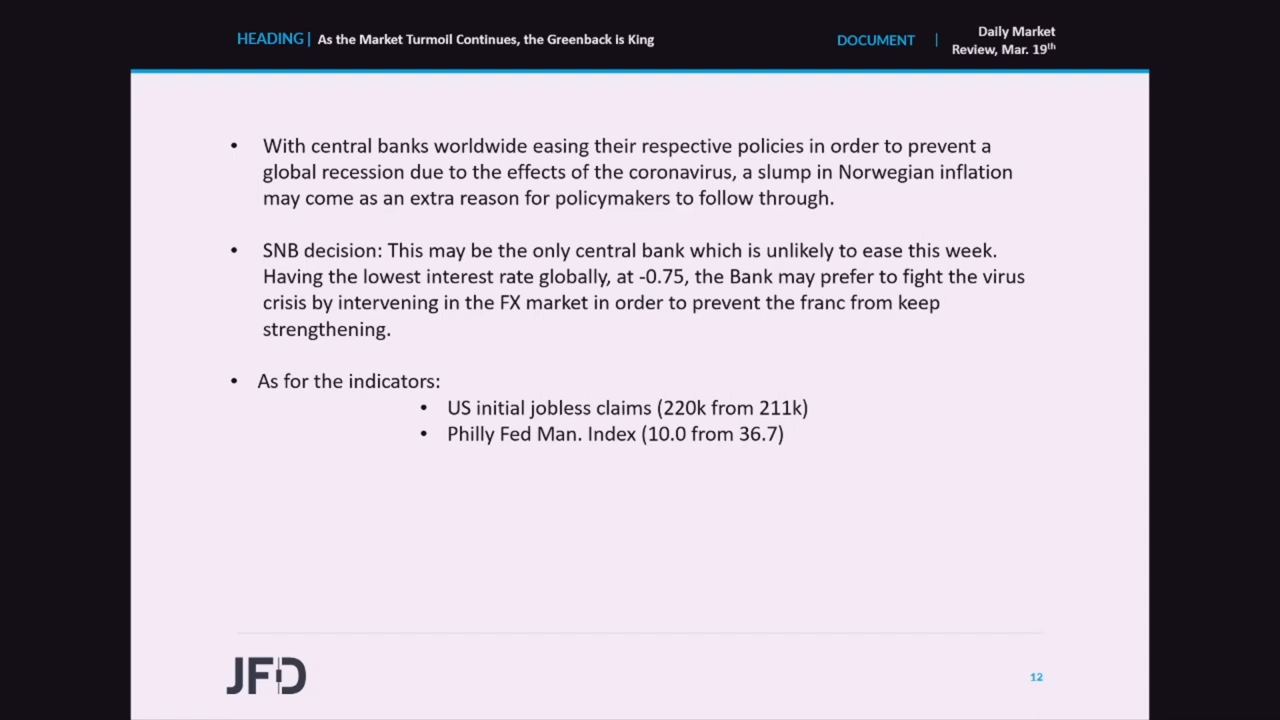 HEADING | As the Market Turmoil Continues, the Greenback is King
DOCUMENT | Daily Market
Review, Mar. 19th
• With central banks worldwide easing their respective policies in order to prevent a
global recession due to the effects of the coronavirus, a slump in Norwegian inflation
may come as an extra reason for policymakers to follow through.
• SNB decision: This may be the only central bank which is unlikely to ease this week.
Having the lowest interest rate globally, at -0.75, the Bank may prefer to fight the virus
crisis by intervening in the FX market in order to prevent the franc from keep
strengthening.
• As for the indicators:
• US initial jobless claims (220k from 211k)
• Philly Fed Man. Index (10.0 from 36.7)
JFD
12